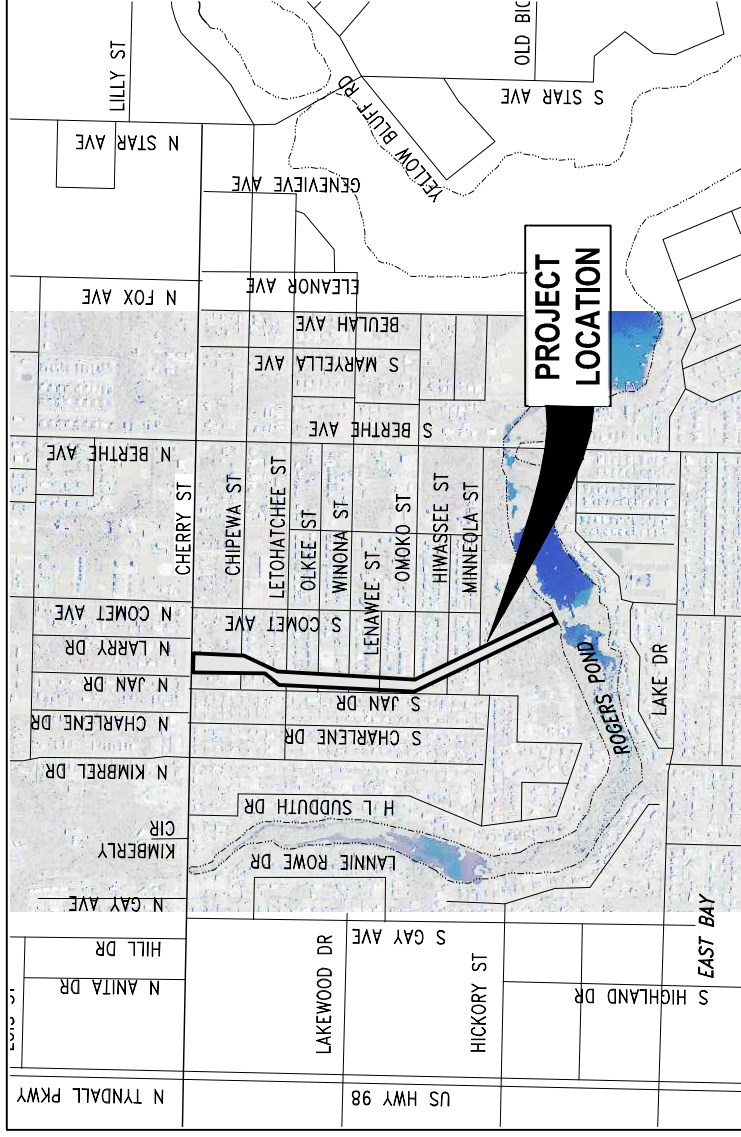 LILLY ST
OLD BIG
N STAR AVE
S STAR AVE
YELLOW BLUFF RD
GENEVIEVE AVE
N FOX AVE
ELEANOR AVE
BEULAH AVE
S MARYELLA AVE
PROJECT
LOCATION
N BERTHE AVE
S BERTHE AVE
CHERRY ST
CHIPEWA ST
LETOHATCHEE ST
OLKEE ST
WINONA ST
LENAWEE ST
OMOKO ST
HIWASSEE ST
MINNEOLA ST
N COMET AVE
S COMET AVE
N LARRY DR
N JAN DR
S JAN DR
N CHARLENE DR
S CHARLENE DR
ROGERS POND
LAKE DR
N KIMBREL DR
H L SUDDUTH DR
KIMBERLY
CIR
LANNIE ROWE DR
N GAY AVE
S GAY AVE
HILL DR
LAKEWOOD DR
HICKORY ST
EAST BAY
N ANITA DR
S HIGHLAND DR
N TYNDALL PKWY
US HWY 98